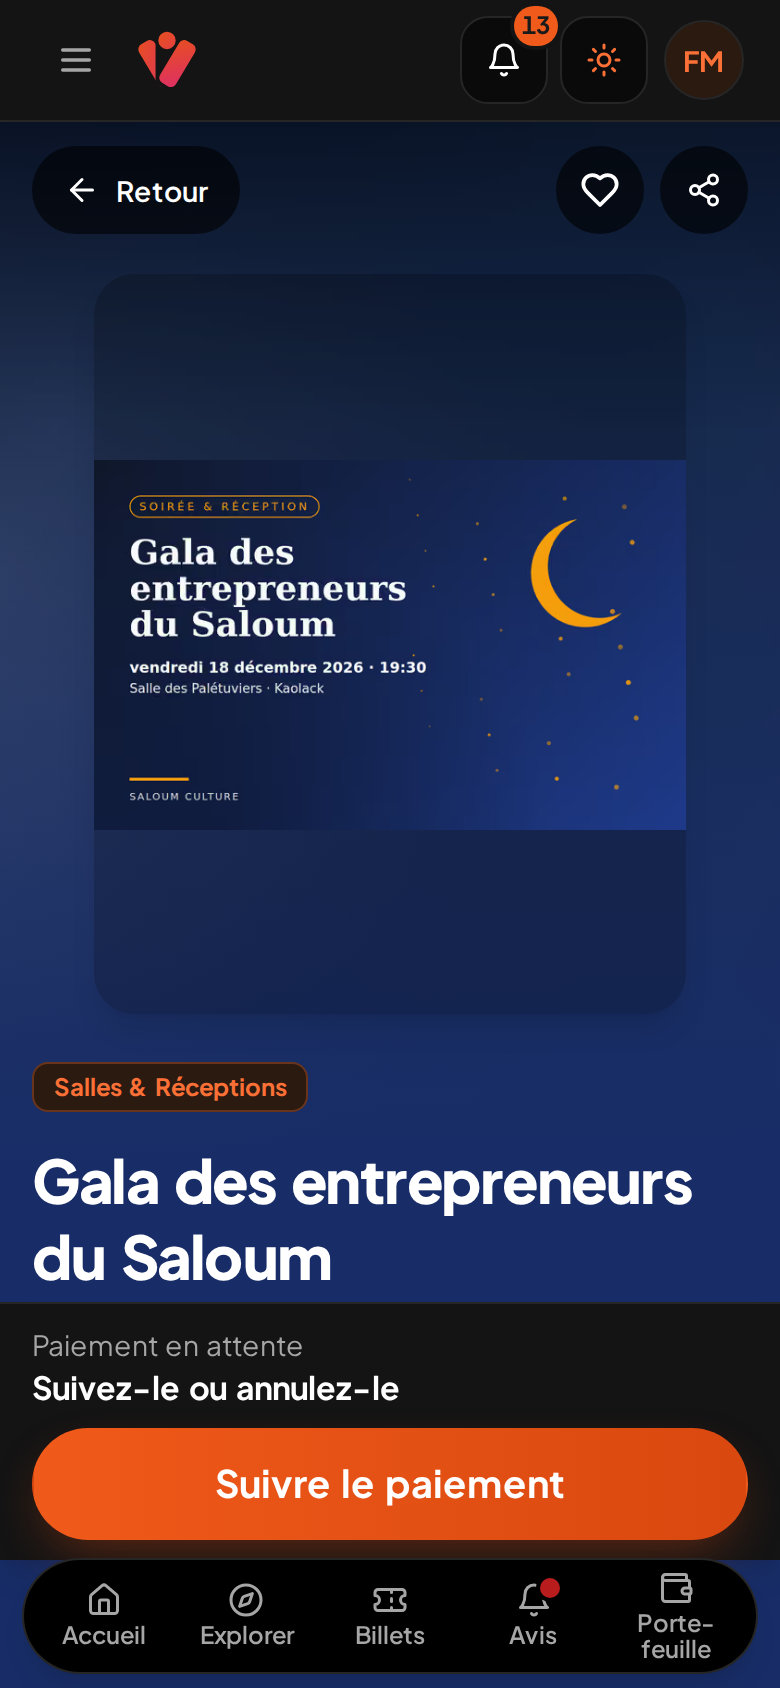 13
FM
Retour
SOIRÉE & RÉCEPTION
Gala des
entrepreneurs
du Saloum
vendredi 18 décembre 2026 · 19:30
Salle des Palétuviers · Kaolack
SALOUM CULTURE
Salles & Réceptions
Gala des entrepreneurs
du Saloum
Paiement en attente
Suivez-le ou annulez-le
Suivre le paiement
Accueil
Explorer
Billets
Avis
Porte-
feuille